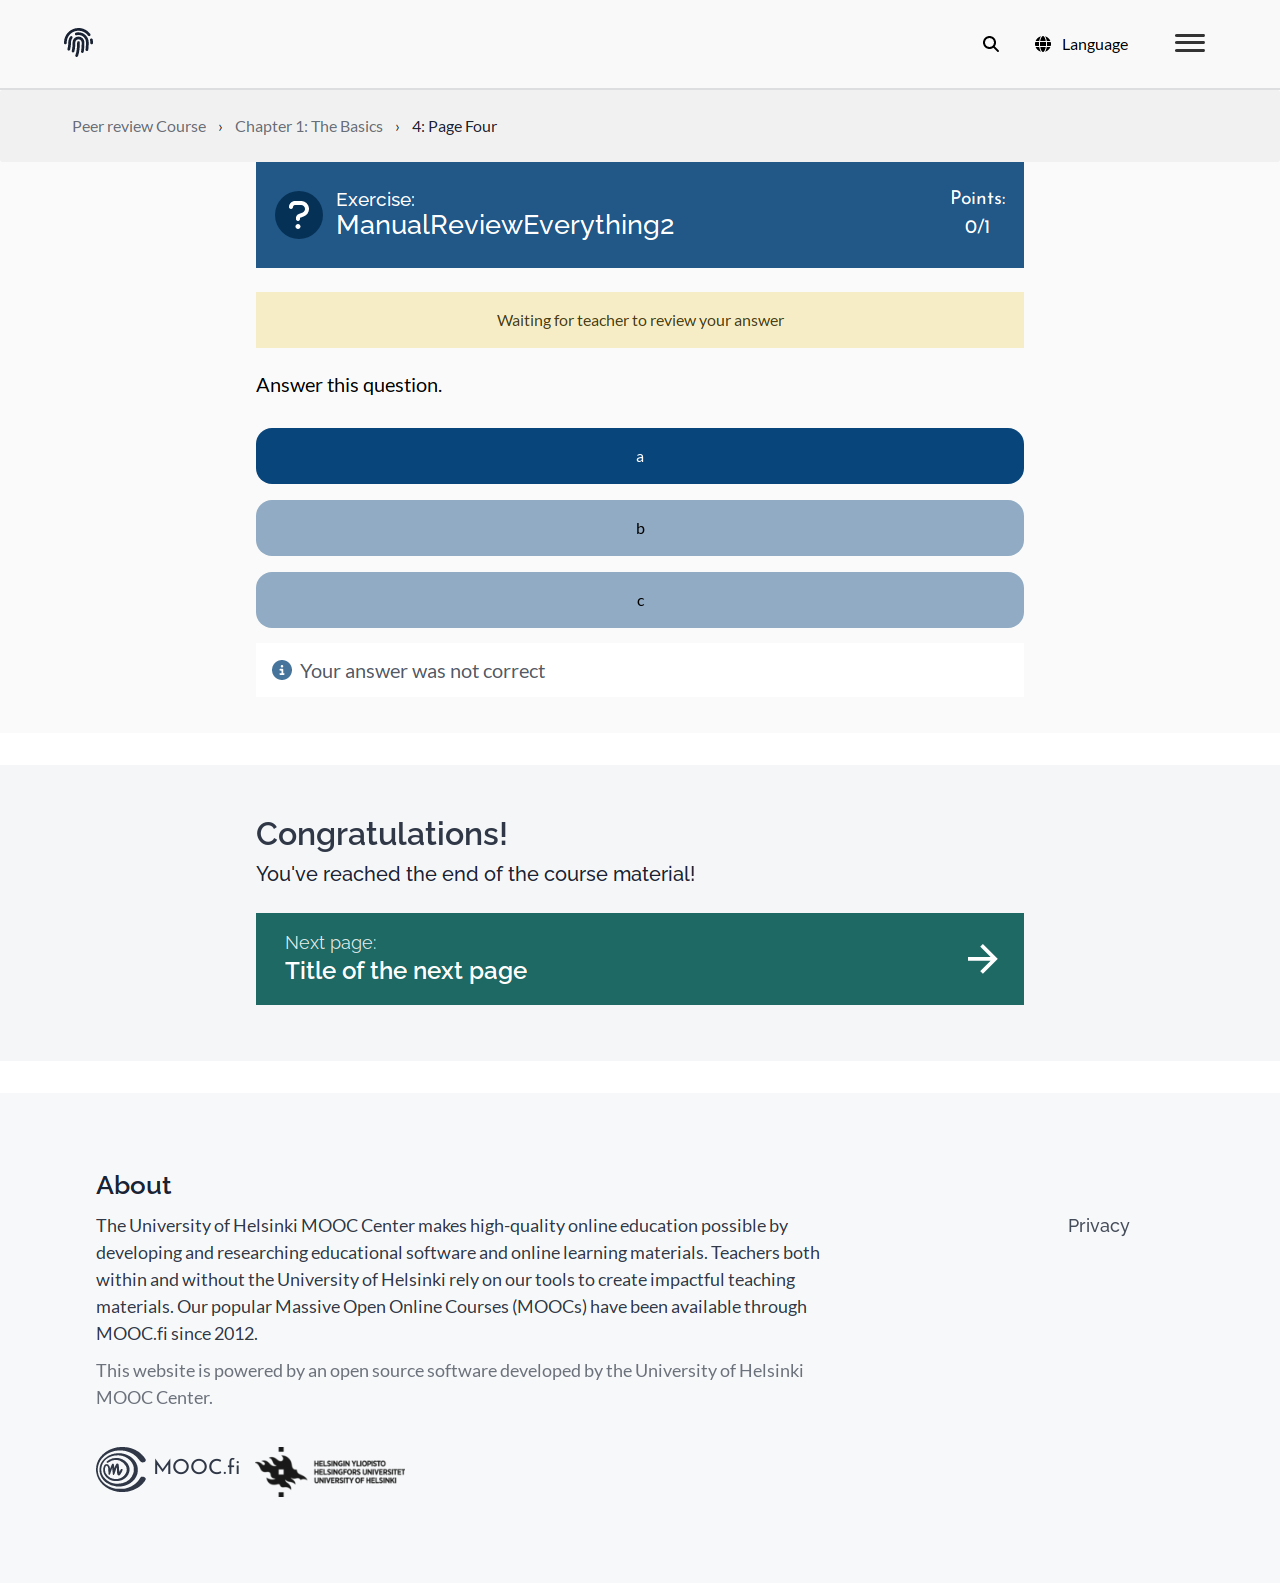 Language
Peer review Course › Chapter 1: The Basics › 4: Page Four
Exercise:
ManualReviewEverything2
Points:
0/1
Waiting for teacher to review your answer
Answer this question.
a
b
c
Your answer was not correct
Congratulations!
You've reached the end of the course material!
Next page:
Title of the next page
About
The University of Helsinki MOOC Center makes high-quality online education possible by
developing and researching educational software and online learning materials. Teachers both
within and without the University of Helsinki rely on our tools to create impactful teaching
materials. Our popular Massive Open Online Courses (MOOCs) have been available through
MOOC.fi since 2012.
Privacy
This website is powered by an open source software developed by the University of Helsinki
MOOC Center.
MOOC.fi
HELSINGIN YLIOPISTO
HELSINGFORS UNIVERSITET
UNIVERSITY OF HELSINKI